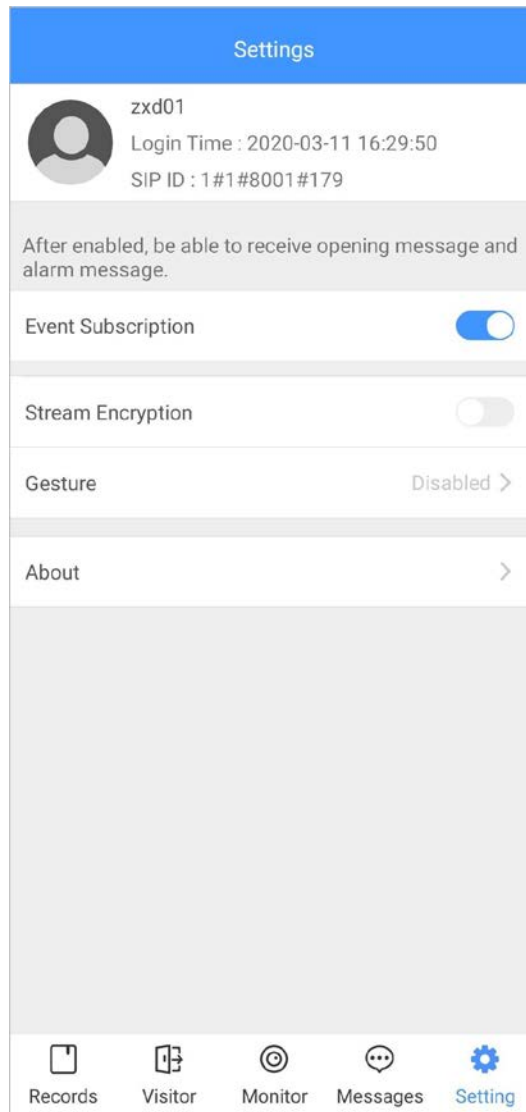 Settings
zxd01
Login Time : 2020-03-11 16:29:50
SIP ID : 1#1#8001#179
After enabled, be able to receive opening message and
alarm message.
Event Subscription
Stream Encryption
Gesture Disabled
About
Records Visitor Monitor Messages Setting